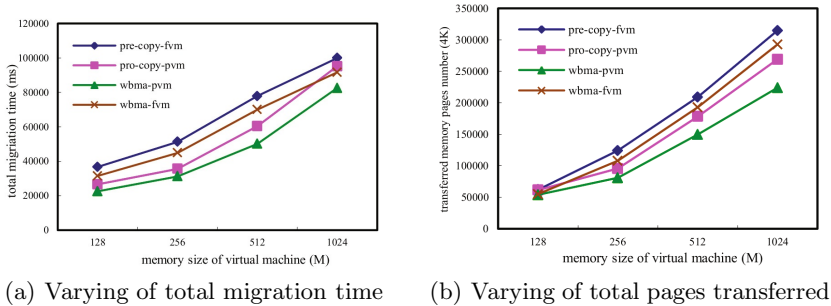 120000
100000
80000
60000
40000
20000
0
total migration time (ms)
pre-copy-fvm
pro-copy-pvm
wbma-pvm
wbma-fvm
128 256 512 1024
memory size of virtual machine (M)
(a) Varying of total migration time
350000
300000
250000
200000
150000
100000
50000
0
transferred memory pages number (4K)
pre-copy-fvm
pro-copy-pvm
wbma-pvm
wbma-fvm
128 256 512 1024
memory size of virtual machine (M)
(b) Varying of total pages transferred